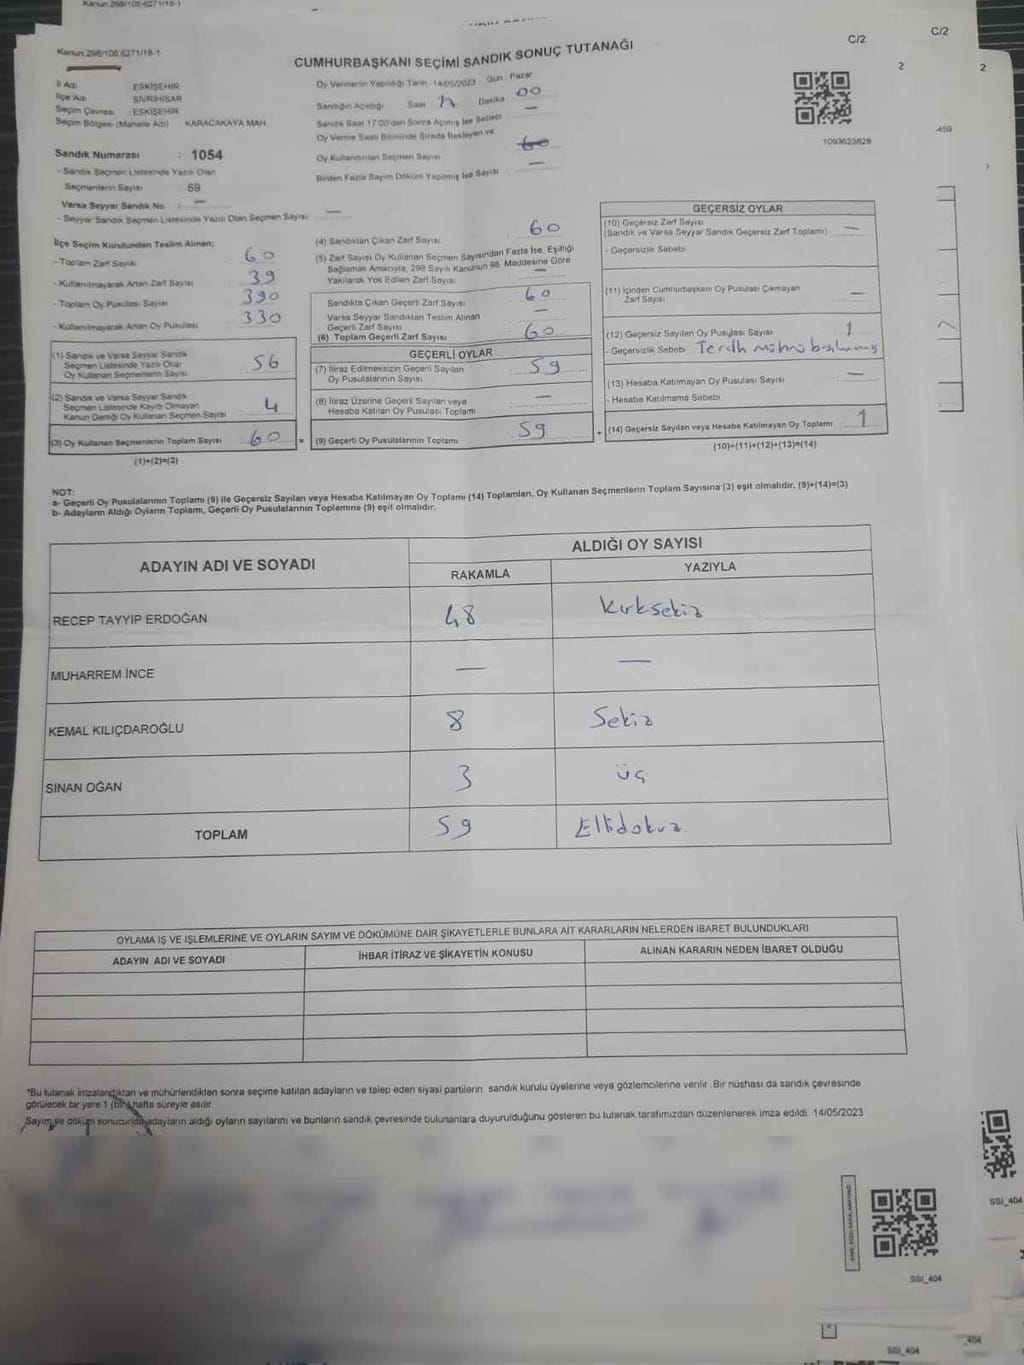 Kanun:298/105:6271/18-1
Kanun:298/105:6271/18-1
CUMHURBAŞKANI SEÇİMİ SANDIK SONUÇ TUTANAĞI
C/2
C/2
2
2
İl Adı : ESKİŞEHİR
İlçe Adı : SİVRİHİSAR
Seçim Çevresi : ESKİŞEHİR
Seçim Bölgesi (Mahalle Adı) KARACAKAYA MAH.
Oy Vermenin Yapıldığı Tarih : 14/05/2023 Gün : Pazar
Sandığın Açıldığı Saat 17 Dakika 00
Sandık Saat 17:00'den Sonra Açılmış İse Sebebi —
Oy Verme Saati Bitiminde Sırada Bekleyen ve
Oy Kullandırılan Seçmen Sayısı
Birden Fazla Sayım Döküm Yapılmış İse Sayısı —
1093623828
Sandık Numarası : 1054
- Sandık Seçmen Listesinde Yazılı Olan
Seçmenlerin Sayısı : 69
Varsa Seyyar Sandık No : —
- Seyyar Sandık Seçmen Listesinde Yazılı Olan Seçmen Sayısı —
İlçe Seçim Kurulundan Teslim Alınan;
- Toplam Zarf Sayısı 60
- Kullanılmayarak Artan Zarf Sayısı 39
- Toplam Oy Pusulası Sayısı 390
- Kullanılmayarak Artan Oy Pusulası 330
(1) Sandık ve Varsa Seyyar Sandık
Seçmen Listesinde Yazılı Olup
Oy Kullanan Seçmenlerin Sayısı 56
(2) Sandık ve Varsa Seyyar Sandık
Seçmen Listesinde Kayıtlı Olmayan
Kanun Gereği Oy Kullanan Seçmen Sayısı 4
(3) Oy Kullanan Seçmenlerin Toplam Sayısı 60 =
(1)+(2)=(3)
(4) Sandıktan Çıkan Zarf Sayısı 60
(5) Zarf Sayısı Oy Kullanan Seçmen Sayısından Fazla İse, Eşitliği
Sağlamak Amacıyla; 298 Sayılı Kanunun 98. Maddesine Göre
Yakılarak Yok Edilen Zarf Sayısı —
Sandıkta Çıkan Geçerli Zarf Sayısı 60
Varsa Seyyar Sandıktan Teslim Alınan
Geçerli Zarf Sayısı —
(6) Toplam Geçerli Zarf Sayısı 60
GEÇERLİ OYLAR
(7) İtiraz Edilmeksizin Geçerli Sayılan
Oy Pusulalarının Sayısı 59
(8) İtiraz Üzerine Geçerli Sayılan veya
Hesaba Katılan Oy Pusulası Toplamı —
(9) Geçerli Oy Pusulalarının Toplamı 59 +
GEÇERSİZ OYLAR
(10) Geçersiz Zarf Sayısı
(Sandık ve Varsa Seyyar Sandık Geçersiz Zarf Toplamı) —
- Geçersizlik Sebebi
(11) İçinden Cumhurbaşkanı Oy Pusulası Çıkmayan
Zarf Sayısı —
(12) Geçersiz Sayılan Oy Pusulası Sayısı 1
- Geçersizlik Sebebi
(13) Hesaba Katılmayan Oy Pusulası Sayısı —
- Hesaba Katılmama Sebebi
(14) Geçersiz Sayılan veya Hesaba Katılmayan Oy Toplamı 1
(10)+(11)+(12)+(13)=(14)
NOT:
a- Geçerli Oy Pusulalarının Toplamı (9) ile Geçersiz Sayılan veya Hesaba Katılmayan Oy Toplamı (14) Toplamları, Oy Kullanan Seçmenlerin Toplam Sayısına (3) eşit olmalıdır. (9)+(14)=(3)
b- Adayların Aldığı Oyların Toplamı, Geçerli Oy Pusulalarının Toplamına (9) eşit olmalıdır.
ADAYIN ADI VE SOYADI
ALDIĞI OY SAYISI
RAKAMLA YAZIYLA
RECEP TAYYİP ERDOĞAN 48 Kırksekiz
MUHARREM İNCE — —
KEMAL KILIÇDAROĞLU 8 Sekiz
SİNAN OĞAN 3 üç
TOPLAM 59 Ellidokuz
OYLAMA İŞ VE İŞLEMLERİNE VE OYLARIN SAYIM VE DÖKÜMÜNE DAİR ŞİKAYETLERLE BUNLARA AİT KARARLARIN NELERDEN İBARET BULUNDUKLARI
ADAYIN ADI VE SOYADI İHBAR İTİRAZ VE ŞİKAYETİN KONUSU ALINAN KARARIN NEDEN İBARET OLDUĞU
*Bu tutanak imzalandıktan ve mühürlendikten sonra seçime katılan adayların ve talep eden siyasi partilerin sandık kurulu üyelerine veya gözlemcilerine verilir. Bir nüshası da sandık çevresinde
görülecek bir yere 1 (bir) hafta süreyle asılır.
Sayım ve döküm sonucunda adayların aldığı oyların sayılarını ve bunların sandık çevresinde bulunanlara duyurulduğunu gösteren bu tutanak tarafımızdan düzenlenerek imza edildi. 14/05/2023
SSI_404
SSI_404
SSI_404
_404